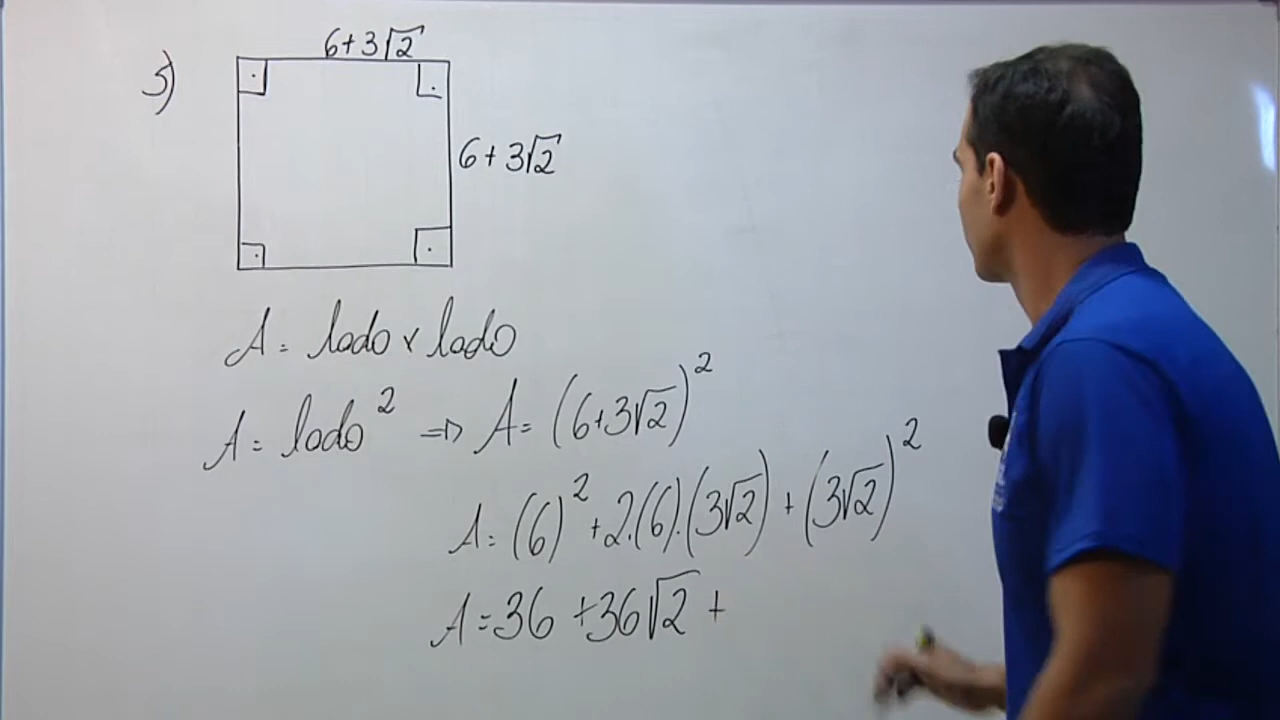 5)
6+3√2
6+3√2
A = lado x lado
A = lado² => A = (6+3√2)²
A = (6)² + 2.(6).(3√2) + (3√2)²
A = 36 + 36√2 +